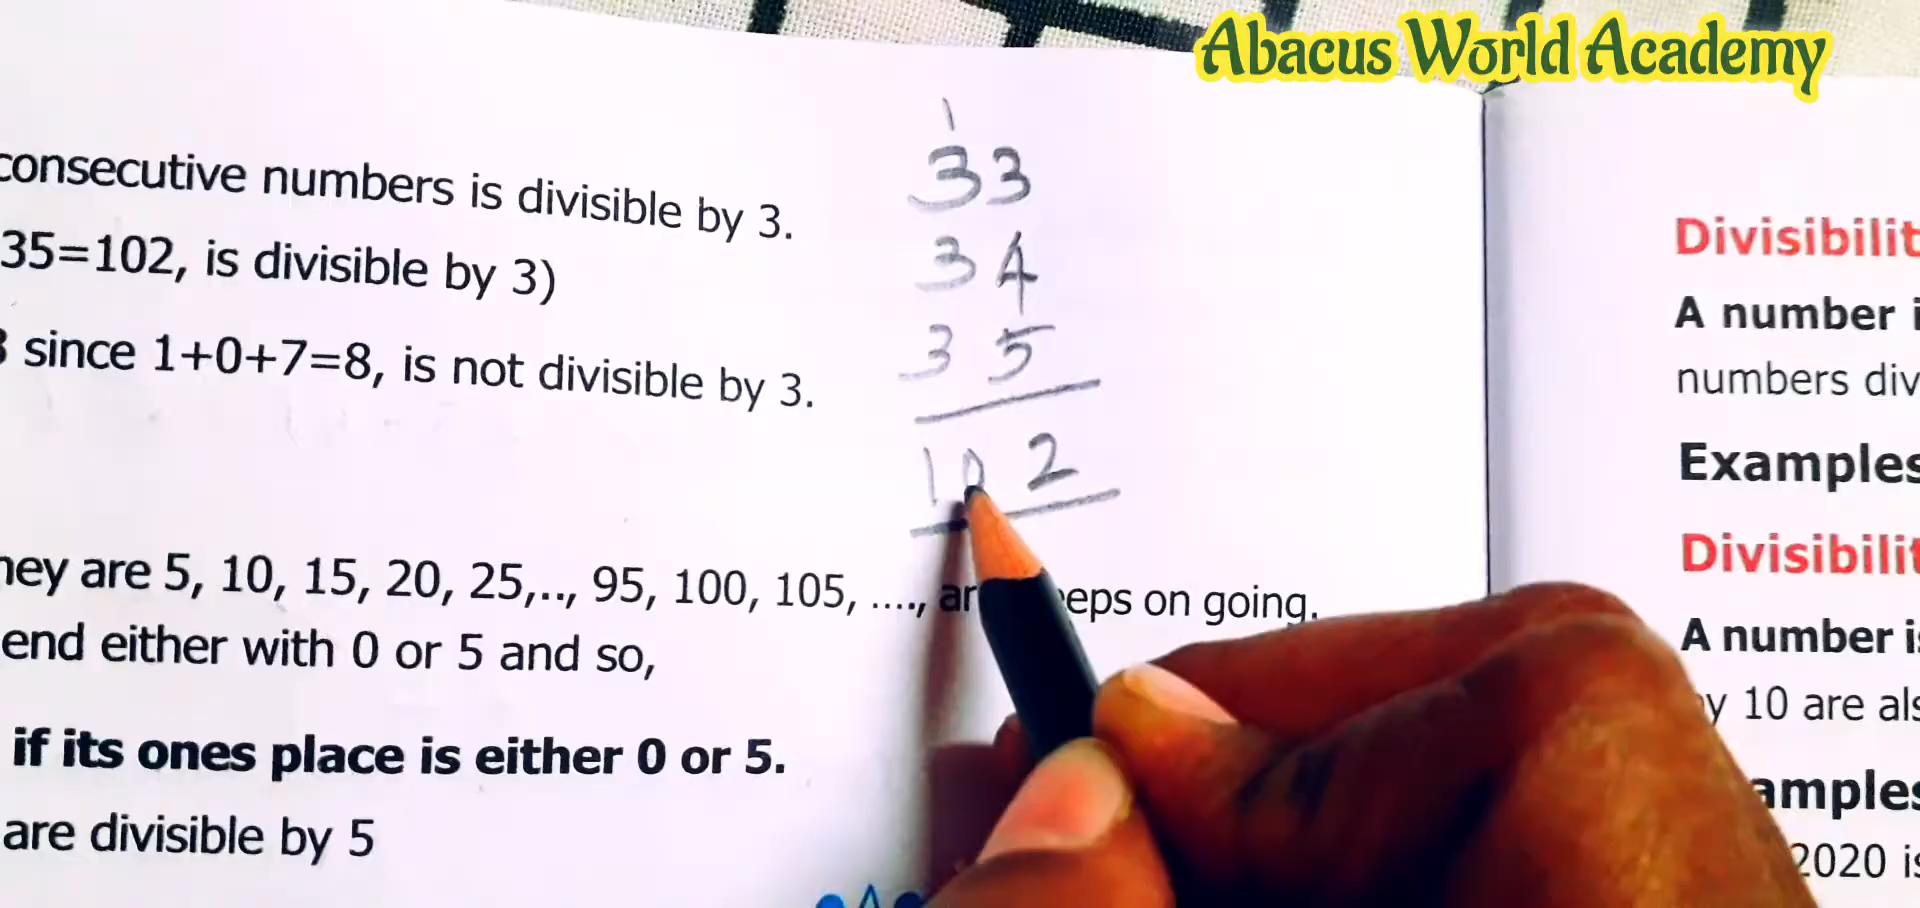 Abacus World Academy
consecutive numbers is divisible by 3.
35=102, is divisible by 3)
since 1+0+7=8, is not divisible by 3.
1
33
34
35
102
hey are 5, 10, 15, 20, 25,.., 95, 100, 105, ...., eps on going.
end either with 0 or 5 and so,
if its ones place is either 0 or 5.
are divisible by 5
Divisibilit
A number i
numbers div
Examples
Divisibilit
A number is
y 10 are als
amples
2020 is